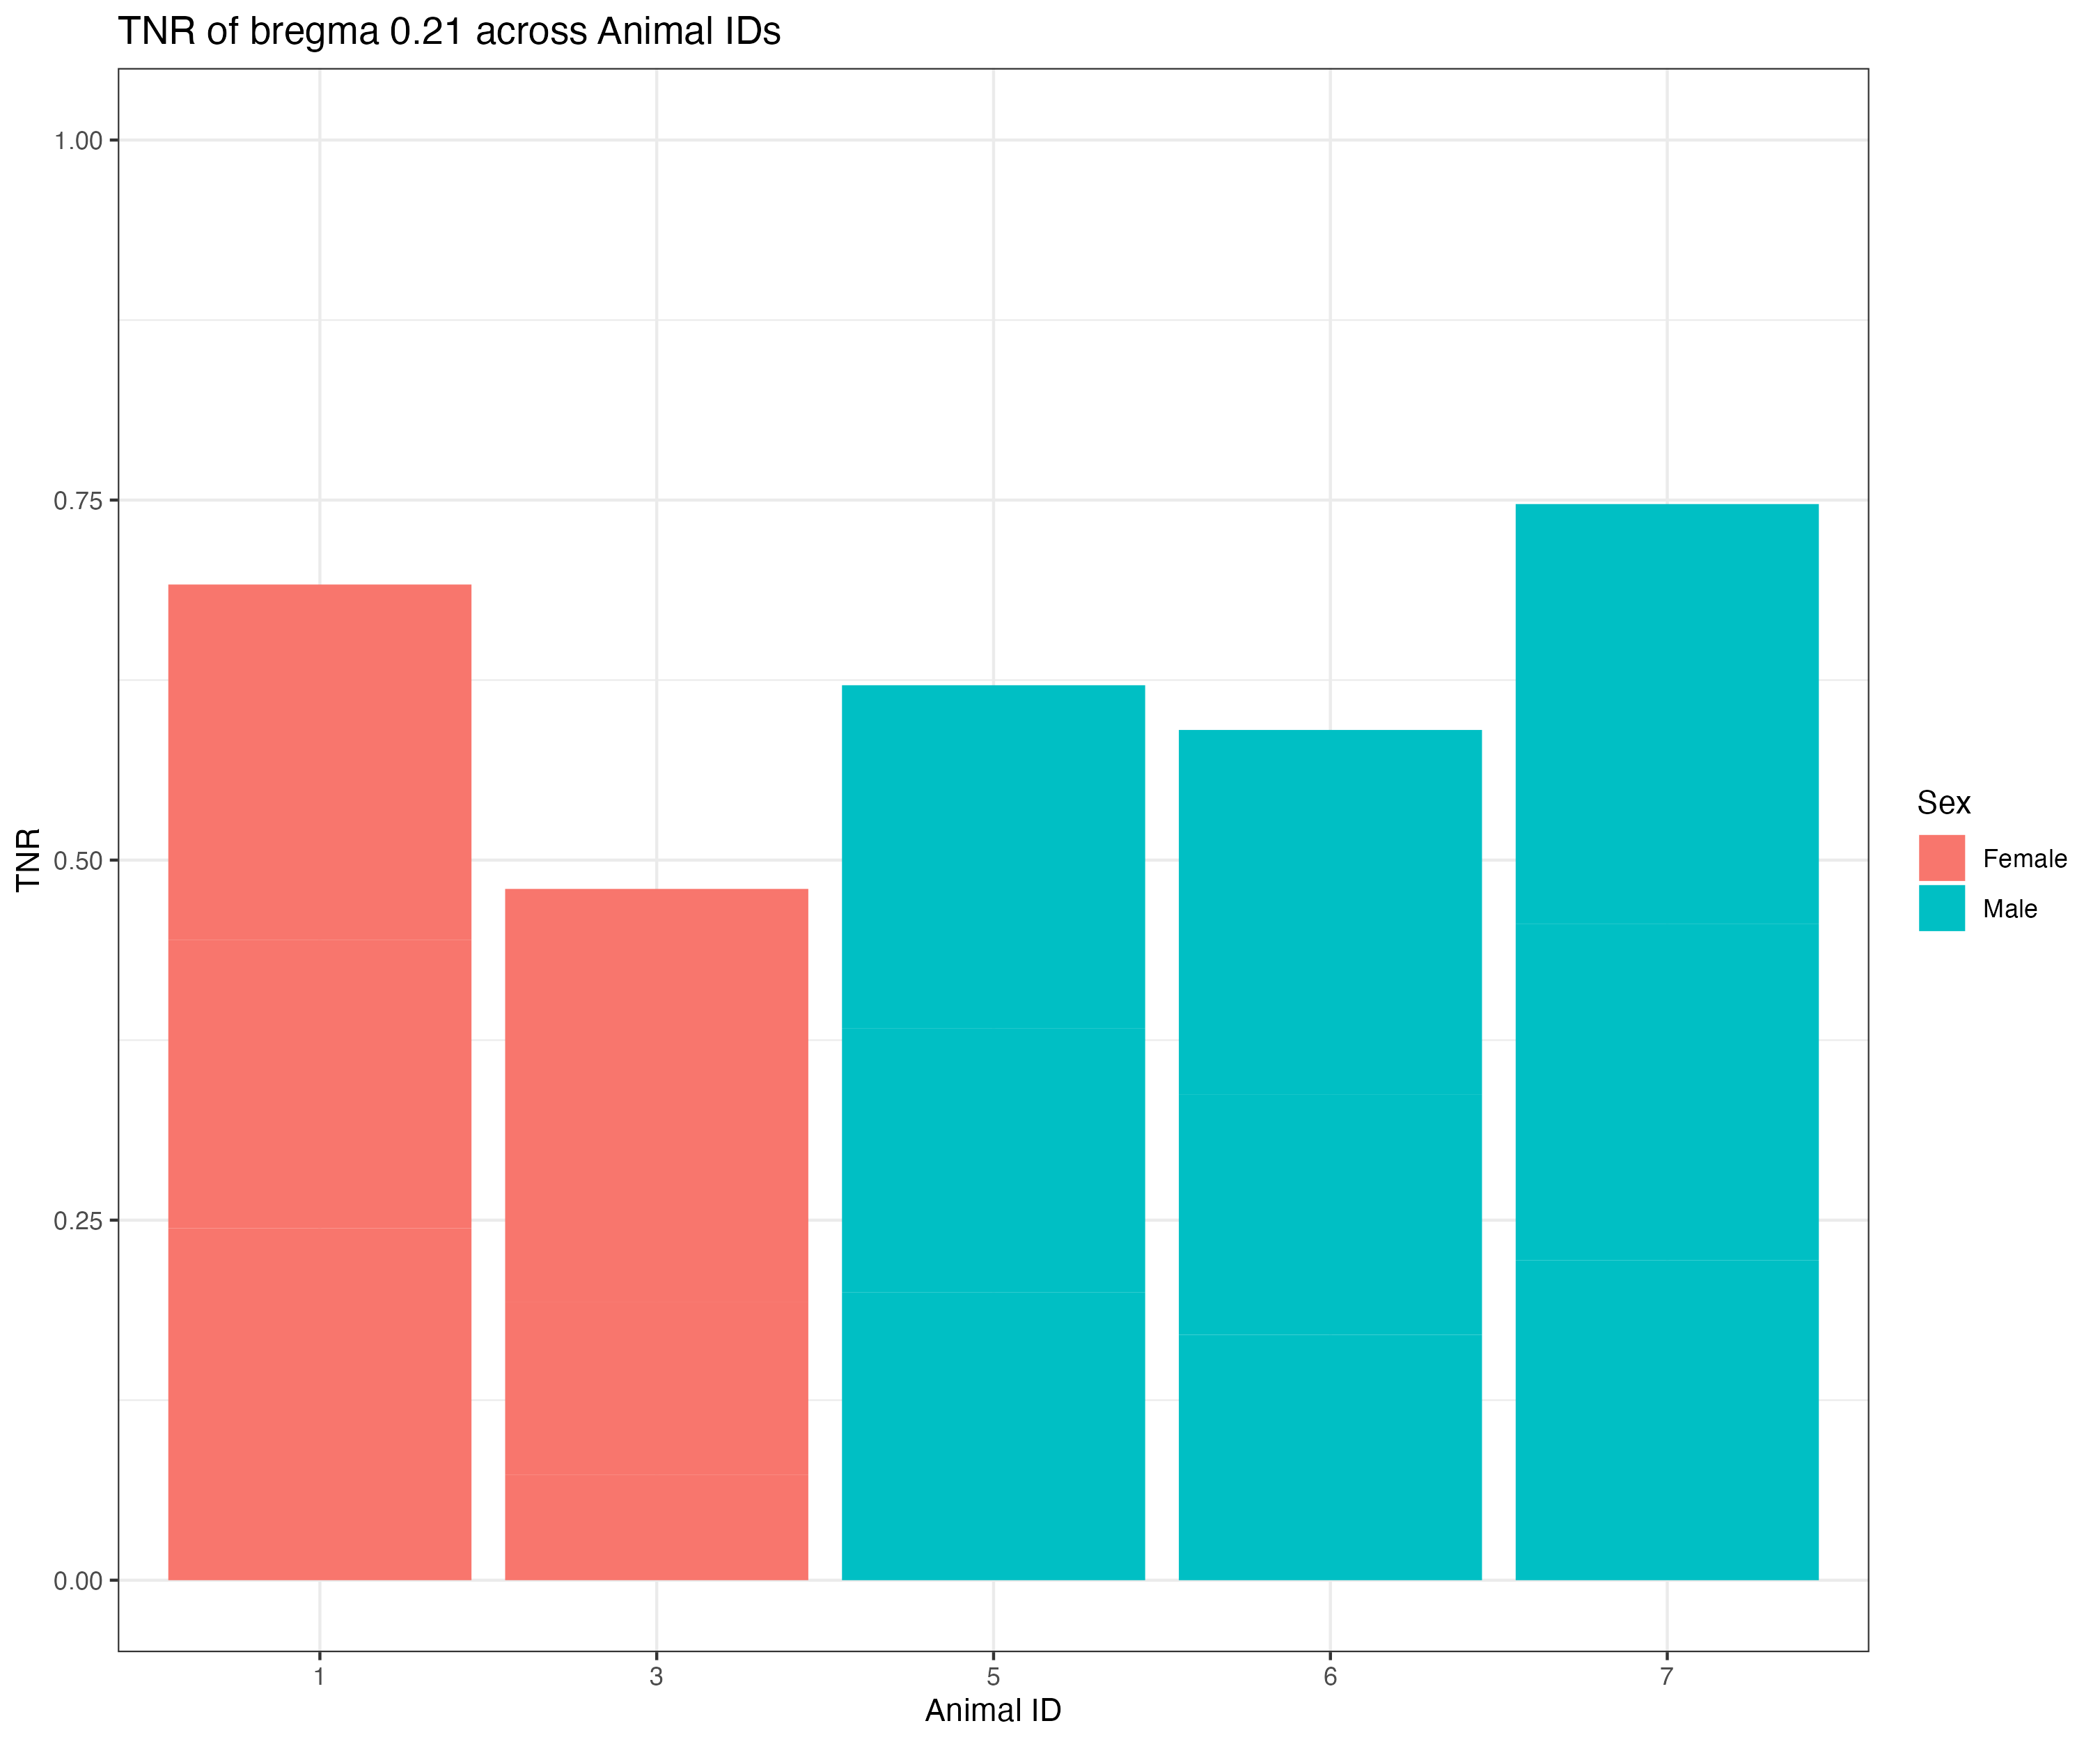 TNR of bregma 0.21 across Animal IDs
1.00
0.75
0.50
0.25
0.00
TNR
1 3 5 6 7
Animal ID
Sex
Female
Male